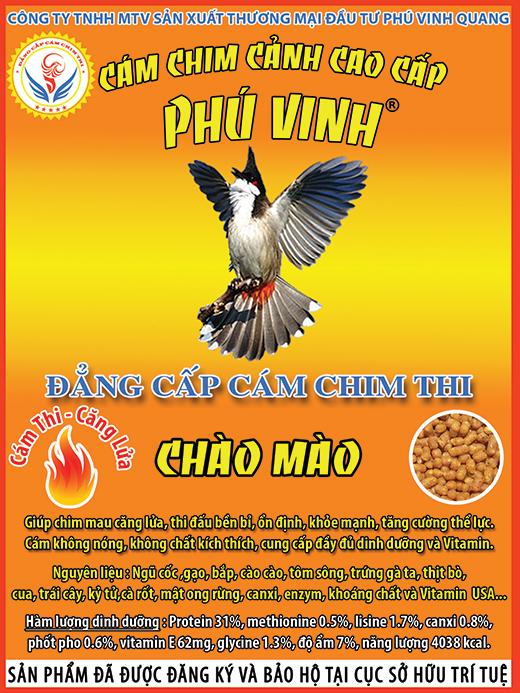 CÔNG TY TNHH MTV SẢN XUẤT THƯƠNG MẠI ĐẦU TƯ PHÚ VINH QUANG
ĐẲNG CẤP CÁM CHIM THI
CÁM CHIM CẢNH CAO CẤP
PHÚ VINH®
ĐẲNG CẤP CÁM CHIM THI
Cám Thi - Căng Lửa
CHÀO MÀO
Giúp chim mau căng lửa, thi đấu bền bỉ, ổn định, khỏe mạnh, tăng cường thể lực.
Cám không nóng, không chất kích thích, cung cấp đầy đủ dinh dưỡng và Vitamin.
Nguyên liệu : Ngũ cốc ,gạo, bắp, cào cào, tôm sông, trứng gà ta, thịt bò,
cua, trái cây, kỷ tử,cà rốt, mật ong rừng, canxi, enzym, khoáng chất và Vitamin USA...
Hàm lượng dinh dưỡng : Protein 31%, methionine 0.5%, lisine 1.7%, canxi 0.8%,
phốt pho 0.6%, vitamin E 62mg, glycine 1.3%, độ ẩm 7%, năng lượng 4038 kcal.
SẢN PHẨM ĐÃ ĐƯỢC ĐĂNG KÝ VÀ BẢO HỘ TẠI CỤC SỞ HỮU TRÍ TUỆ